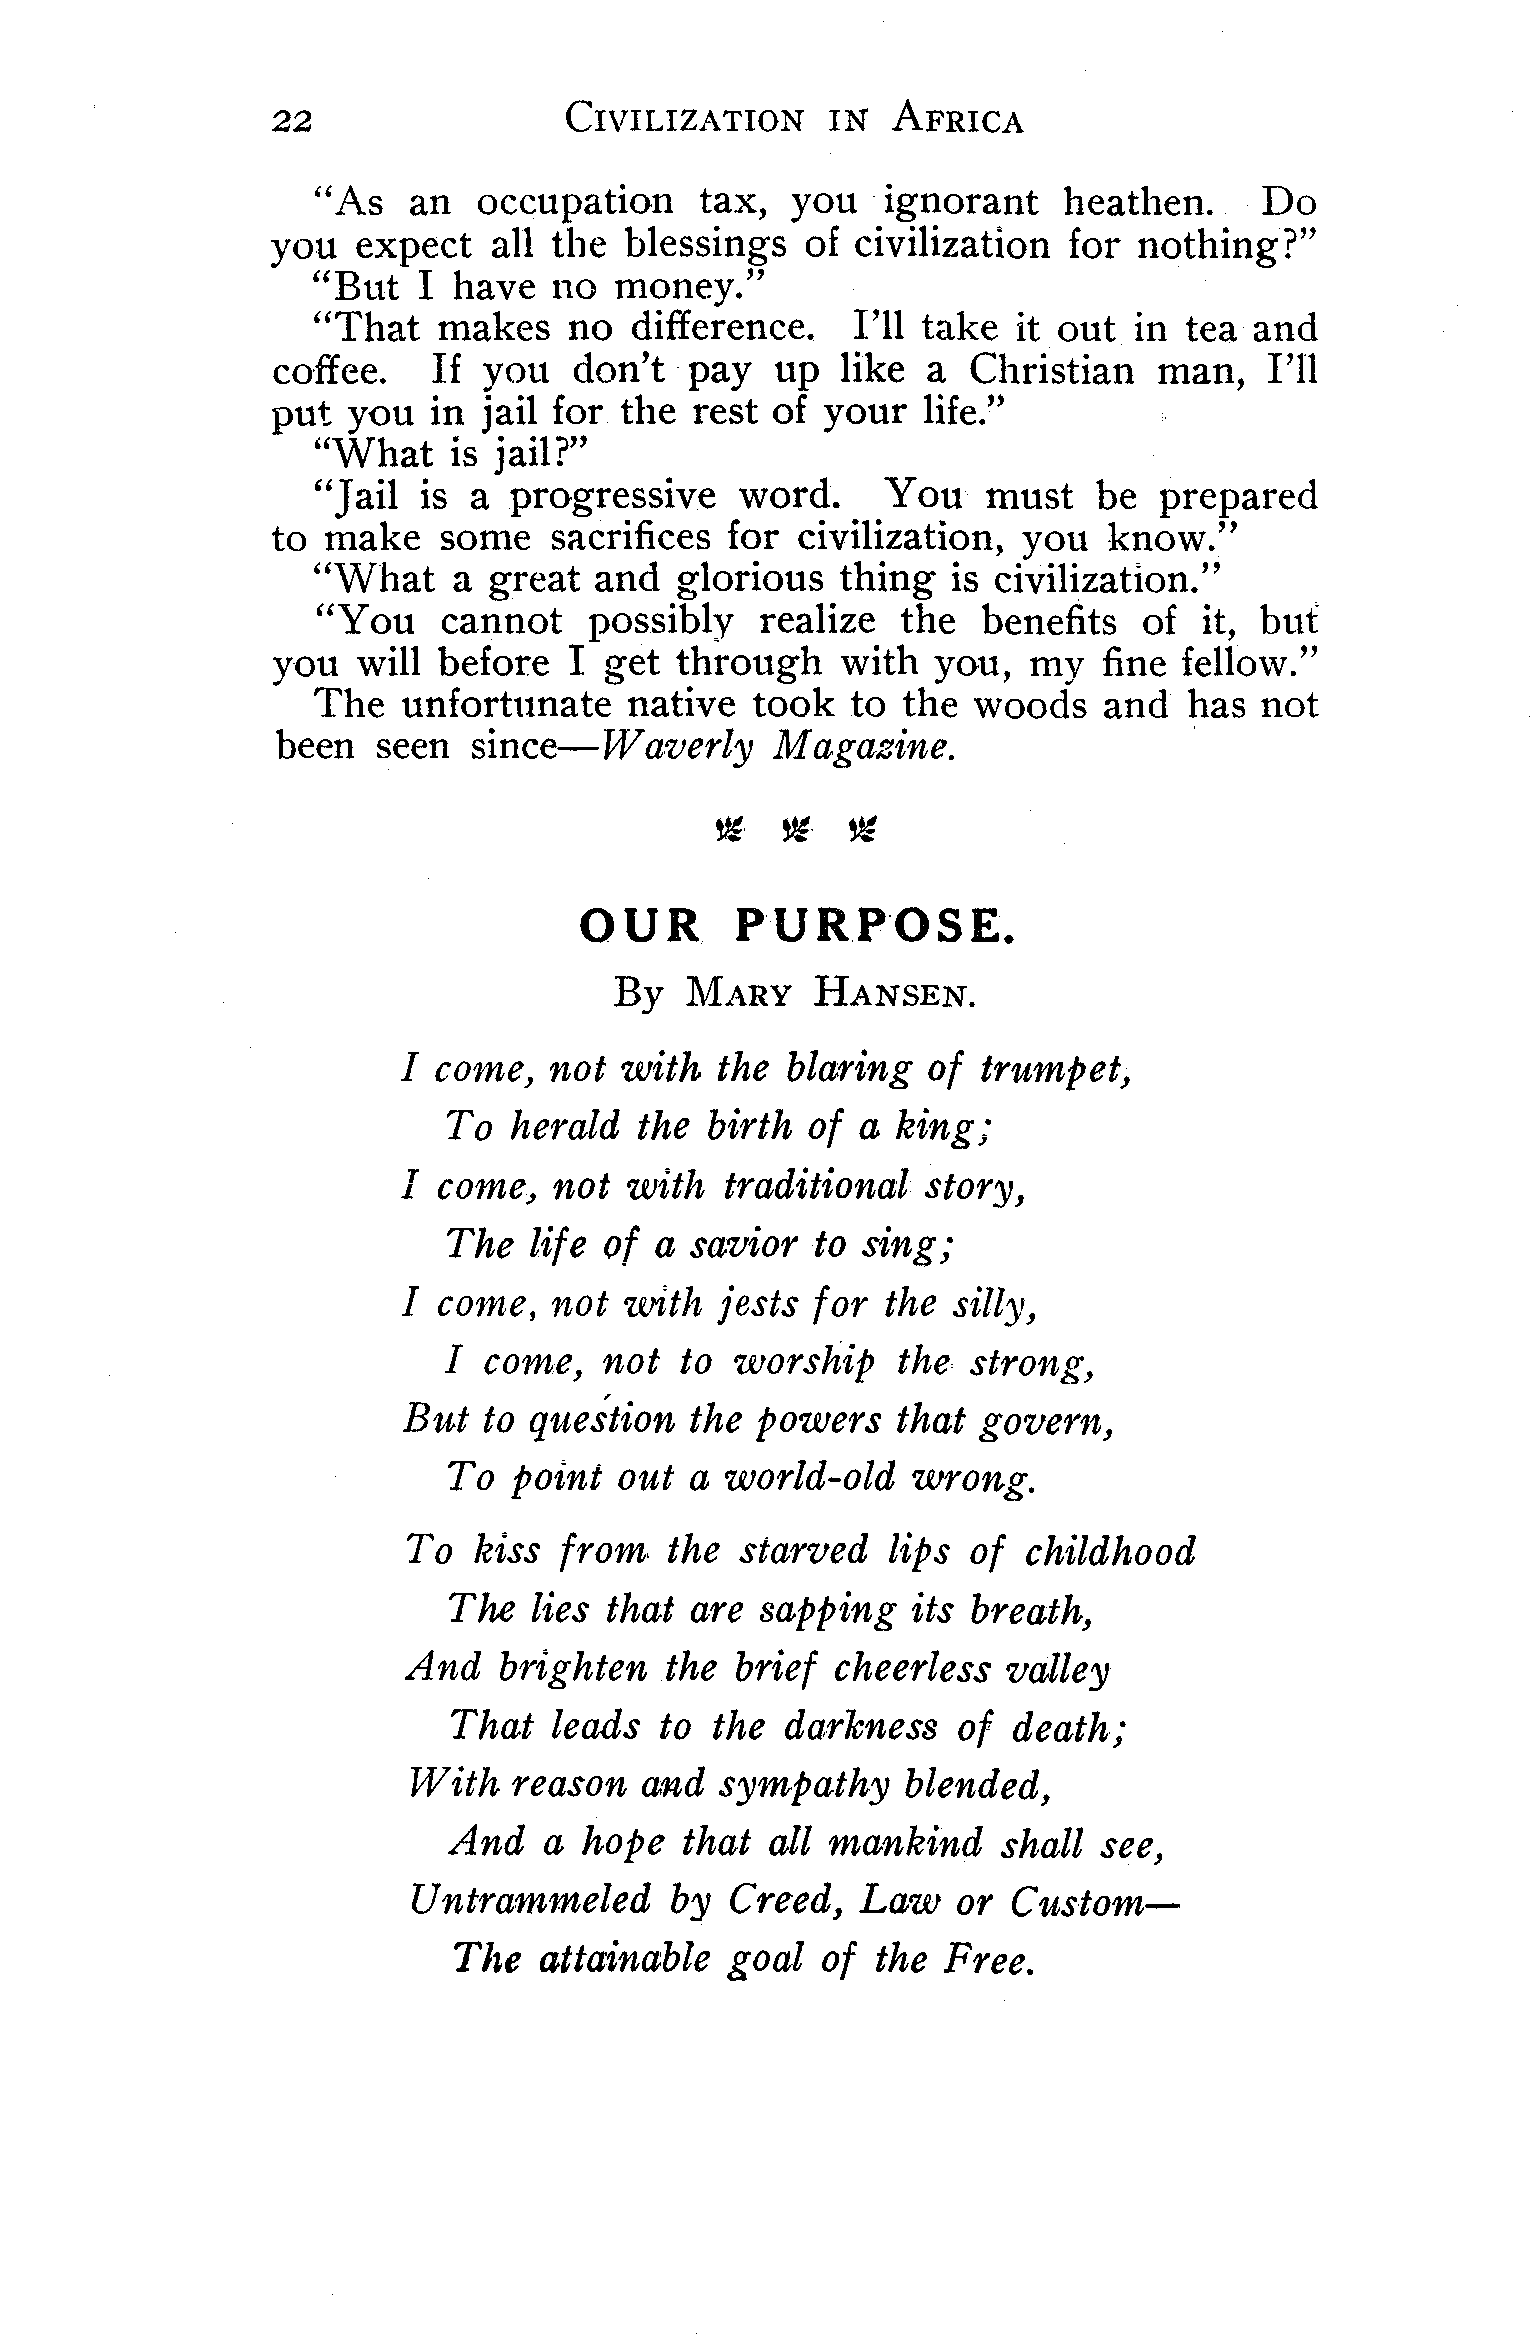 22 CIVILIZATION IN AFRICA
"As an occupation tax, you ignorant heathen. Do
you expect all the blessings of civilization for nothing?"
"But I have no money."
"That makes no difference. I'll take it out in tea and
coffee. If you don't pay up like a Christian man, I'll
put you in jail for the rest of your life."
"What is jail?"
"Jail is a progressive word. You must be prepared
to make some sacrifices for civilization, you know."
"What a great and glorious thing is civilization."
"You cannot possibly realize the benefits of it, but
you will before I get through with you, my fine fellow."
The unfortunate native took to the woods and has not
been seen since—Waverly Magazine.
OUR PURPOSE.
By MARY HANSEN.
I come, not with the blaring of trumpet,
To herald the birth of a king;
I come, not with traditional story,
The life of a savior to sing;
I come, not with jests for the silly,
I come, not to worship the strong,
But to question the powers that govern,
To point out a world-old wrong.
To kiss from the starved lips of childhood
The lies that are sapping its breath,
And brighten the brief cheerless valley
That leads to the darkness of death;
With reason and sympathy blended,
And a hope that all mankind shall see,
Untrammeled by Creed, Law or Custom—
The attainable goal of the Free.